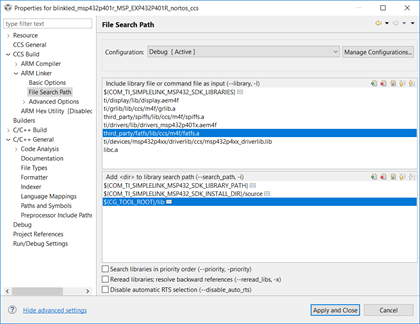 Properties for blinkled_msp432p401r_MSP_EXP432P401R_nortos_ccs
type filter text
File Search Path
Resource
CCS General
CCS Build
ARM Compiler
ARM Linker
Basic Options
File Search Path
Advanced Options
ARM Hex Utility [Disabled
Builders
C/C++ Build
C/C++ General
Code Analysis
Documentation
File Types
Formatter
Indexer
Language Mappings
Paths and Symbols
Preprocessor Include Paths
Debug
Project References
Run/Debug Settings
Configuration: Debug [ Active ]
Manage Configurations...
Include library file or command file as input (--library, -l)
${COM_TI_SIMPLELINK_MSP432_SDK_LIBRARIES}
ti/display/lib/display.aem4f
ti/grlib/lib/ccs/m4f/grlib.a
third_party/spiffs/lib/ccs/m4f/spiffs.a
ti/drivers/lib/drivers_msp432p401x.aem4f
third_party/fatfs/lib/ccs/m4f/fatfs.a
ti/devices/msp432p4xx/driverlib/ccs/msp432p4xx_driverlib.lib
libc.a
Add <dir> to library search path (--search_path, -i)
${COM_TI_SIMPLELINK_MSP432_SDK_LIBRARY_PATH}
${COM_TI_SIMPLELINK_MSP432_SDK_INSTALL_DIR}/source
${CG_TOOL_ROOT}/lib
Search libraries in priority order (--priority, -priority)
Reread libraries; resolve backward references (--reread_libs, -x)
Disable automatic RTS selection (--disable_auto_rts)
Hide advanced settings
Apply and Close
Cancel